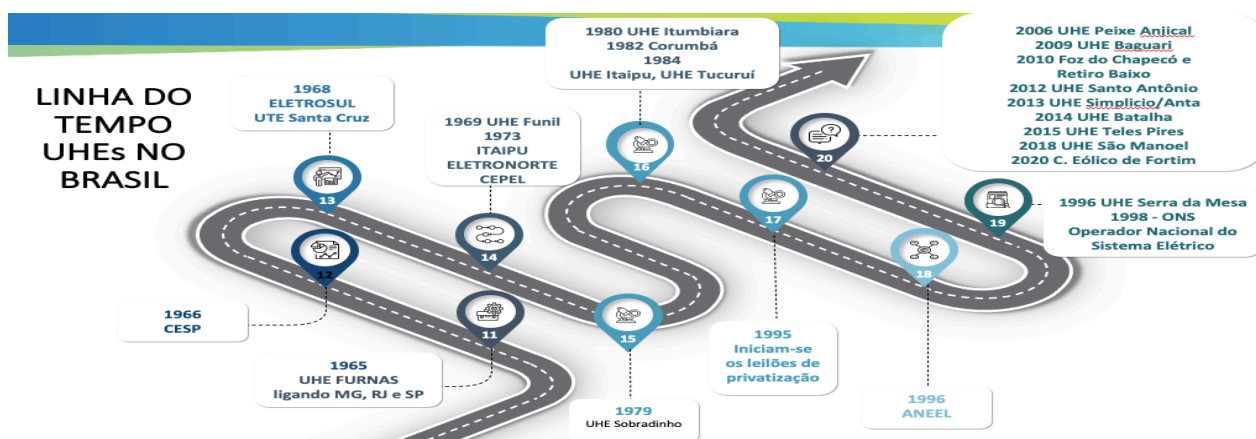 LINHA DO
TEMPO
UHEs NO
BRASIL
11
1965
UHE FURNAS
ligando MG, RJ e SP
12
1966
CESP
13
1968
ELETROSUL
UTE Santa Cruz
14
1969 UHE Funil
1973
ITAIPU
ELETRONORTE
CEPEL
15
1979
UHE Sobradinho
16
1980 UHE Itumbiara
1982 Corumbá
1984
UHE Itaipu, UHE Tucuruí
17
1995
Iniciam-se
os leilões de
privatização
18
1996
ANEEL
19
1996 UHE Serra da Mesa
1998 - ONS
Operador Nacional do
Sistema Elétrico
20
2006 UHE Peixe Anjical
2009 UHE Baguari
2010 Foz do Chapecó e
Retiro Baixo
2012 UHE Santo Antônio
2013 UHE Simplicio/Anta
2014 UHE Batalha
2015 UHE Teles Pires
2018 UHE São Manoel
2020 C. Eólico de Fortim